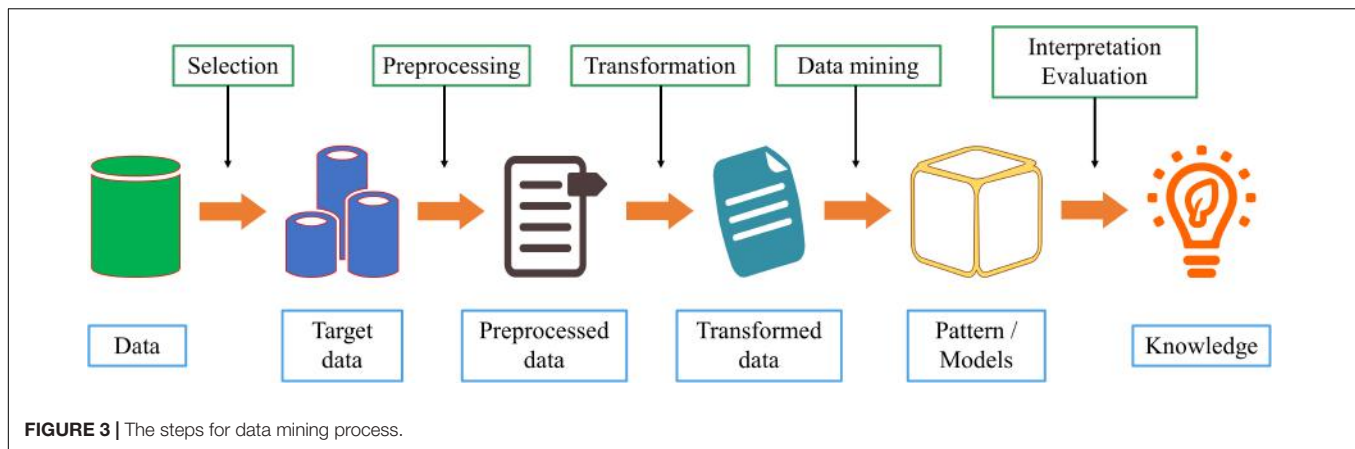 Selection
Preprocessing
Transformation
Data mining
Interpretation
Evaluation
Data
Target
data
Preprocessed
data
Transformed
data
Pattern /
Models
Knowledge
FIGURE 3 | The steps for data mining process.